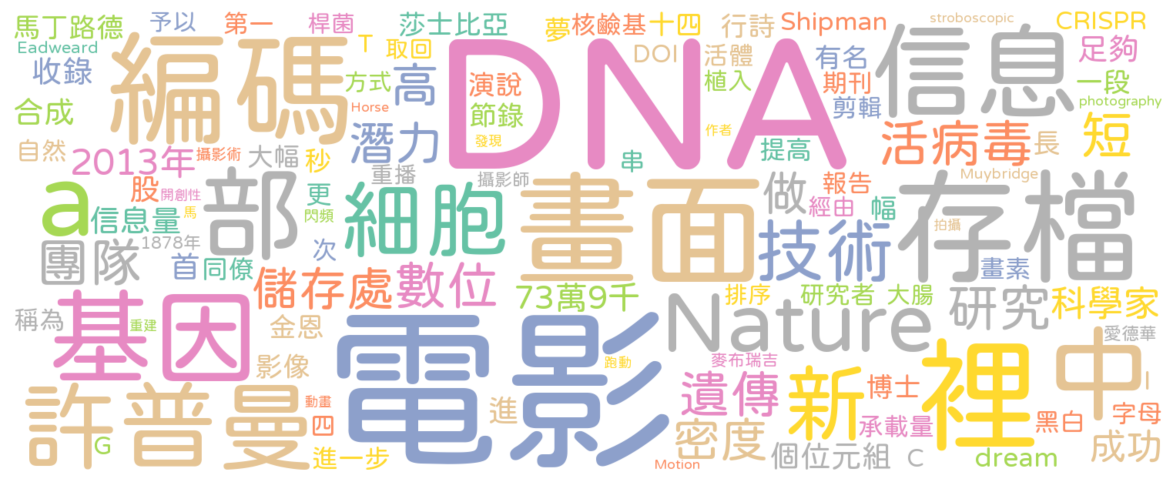 馬丁路德 予以 第一 桿菌 莎士比亞 夢 核鹼基 十四 行詩 Shipman stroboscopic CRISPR
Eadweard T 取回 DOI 活體 有名 足夠
收錄 編碼 方式 高 DNA 演說 植入 期刊 信息 一段
合成 Horse 節錄 剪輯 photography
自然 2013年 攝影術 大幅 秒 潛力 發現 作者 串 提高 活病毒 長 短
股 開創性 部 更 重播 攝影師 做 報告 Muybridge
a 信息量 馬 閃頻 細胞 畫面 經由 幅 拍攝 存檔
團隊 1878年 首 同僚 次 技術 畫素
儲存處 數位 73萬9千 排序 研究者 大腸 研究 科學家
稱為 基因 重建 金恩 Nature 愛德華
影像 電影 跑動 麥布瑞吉 裡 中
許普曼 動畫 四 進 遺傳 新 博士 承載量 黑白 I 字母
G 進一步 Motion 密度 個位元組 C dream 成功